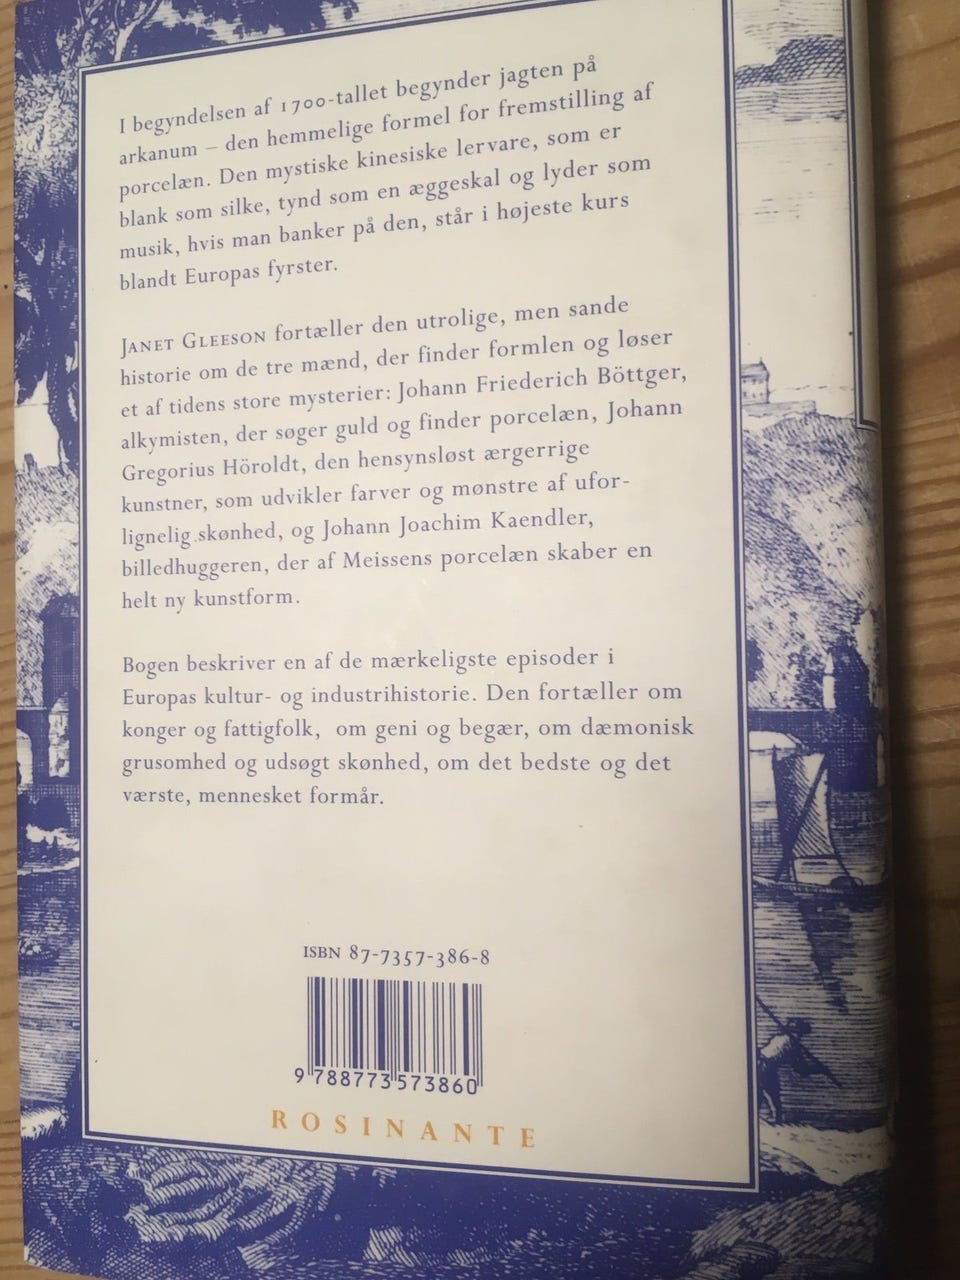 I begyndelsen af 1700-tallet begynder jagten på
arkanum – den hemmelige formel for fremstilling af
porcelæn. Den mystiske kinesiske lervare, som er
blank som silke, tynd som en æggeskal og lyder som
musik, hvis man banker på den, står i højeste kurs
blandt Europas fyrster.
JANET GLEESON fortæller den utrolige, men sande
historie om de tre mænd, der finder formlen og løser
et af tidens store mysterier: Johann Friederich Böttger,
alkymisten, der søger guld og finder porcelæn, Johann
Gregorius Höroldt, den hensynsløst ærgerrige
kunstner, som udvikler farver og mønstre af ufor-
lignelig skønhed, og Johann Joachim Kaendler,
billedhuggeren, der af Meissens porcelæn skaber en
helt ny kunstform.
Bogen beskriver en af de mærkeligste episoder i
Europas kultur- og industrihistorie. Den fortæller om
konger og fattigfolk, om geni og begær, om dæmonisk
grusomhed og udsøgt skønhed, om det bedste og det
værste, mennesket formår.
ISBN 87-7357-386-8
9 788773 573860
ROSINANTE